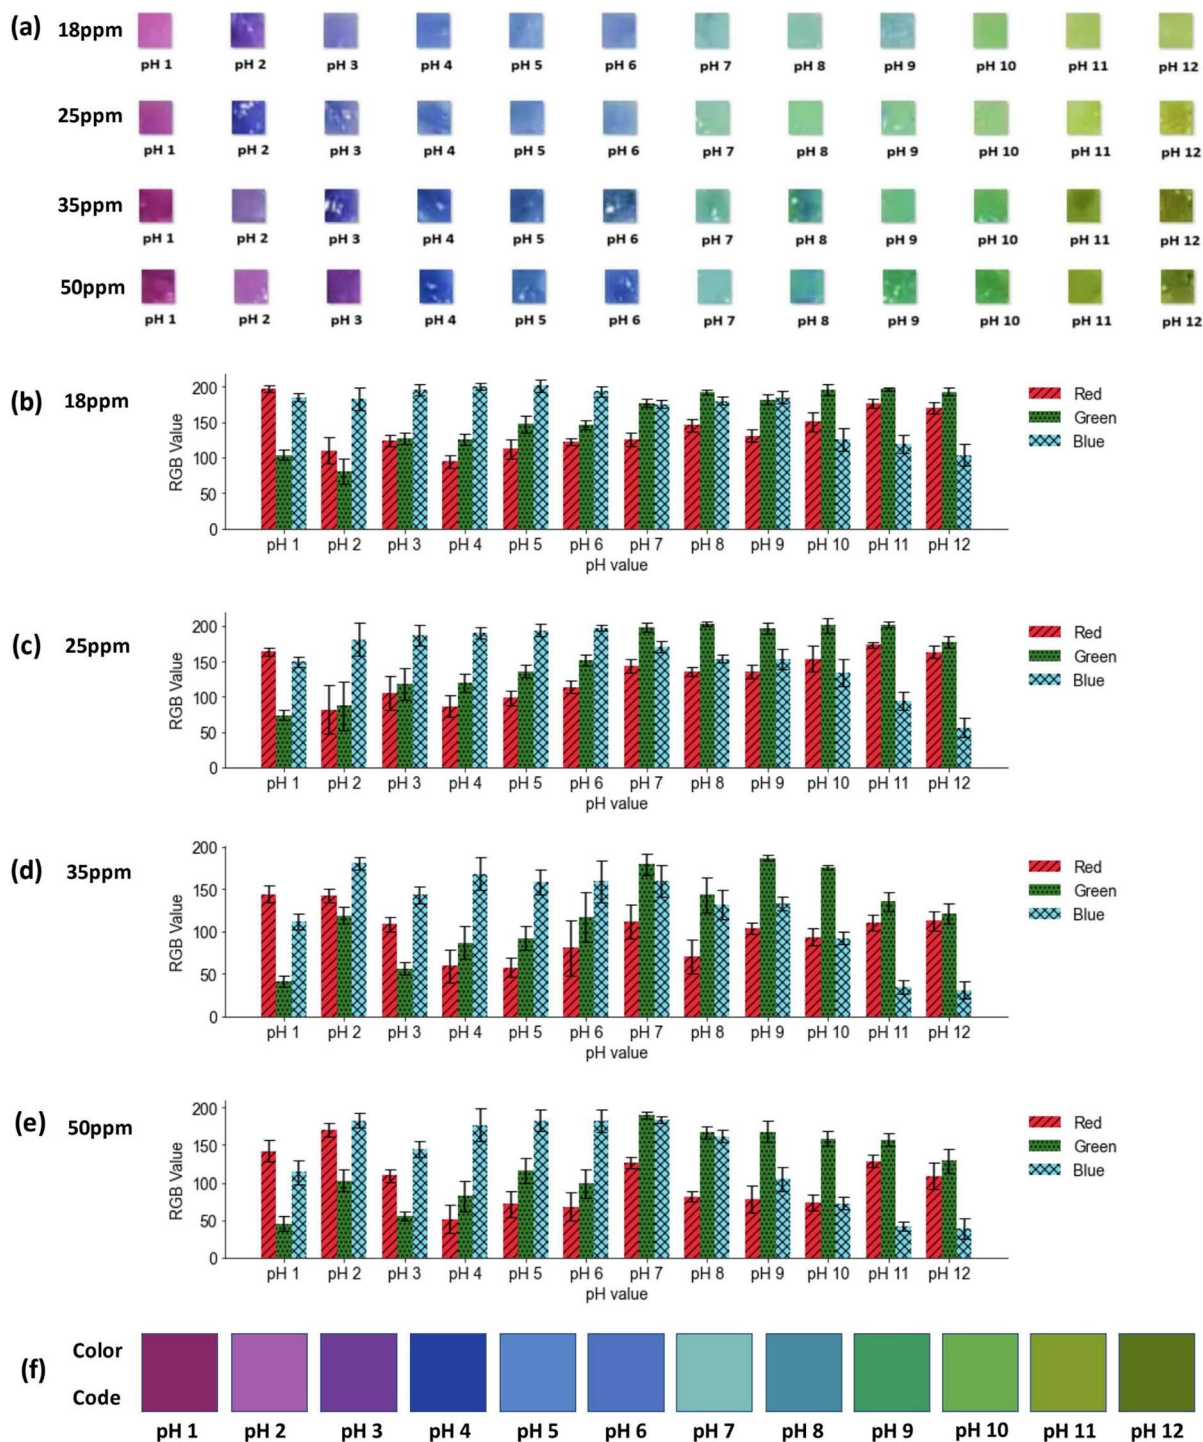 (a) 18ppm
pH 1 pH 2 pH 3 pH 4 pH 5 pH 6 pH 7 pH 8 pH 9 pH 10 pH 11 pH 12
25ppm
pH 1 pH 2 pH 3 pH 4 pH 5 pH 6 pH 7 pH 8 pH 9 pH 10 pH 11 pH 12
35ppm
pH 1 pH 2 pH 3 pH 4 pH 5 pH 6 pH 7 pH 8 pH 9 pH 10 pH 11 pH 12
50ppm
pH 1 pH 2 pH 3 pH 4 pH 5 pH 6 pH 7 pH 8 pH 9 pH 10 pH 11 pH 12
(b) 18ppm
RGB Value
200
150
100
50
0
pH 1 pH 2 pH 3 pH 4 pH 5 pH 6 pH 7 pH 8 pH 9 pH 10 pH 11 pH 12
pH value
Red
Green
Blue
(c) 25ppm
RGB Value
200
150
100
50
0
pH 1 pH 2 pH 3 pH 4 pH 5 pH 6 pH 7 pH 8 pH 9 pH 10 pH 11 pH 12
pH value
Red
Green
Blue
(d) 35ppm
RGB Value
200
150
100
50
0
pH 1 pH 2 pH 3 pH 4 pH 5 pH 6 pH 7 pH 8 pH 9 pH 10 pH 11 pH 12
pH value
Red
Green
Blue
(e) 50ppm
RGB Value
200
150
100
50
0
pH 1 pH 2 pH 3 pH 4 pH 5 pH 6 pH 7 pH 8 pH 9 pH 10 pH 11 pH 12
pH value
Red
Green
Blue
(f) Color
Code
pH 1 pH 2 pH 3 pH 4 pH 5 pH 6 pH 7 pH 8 pH 9 pH 10 pH 11 pH 12